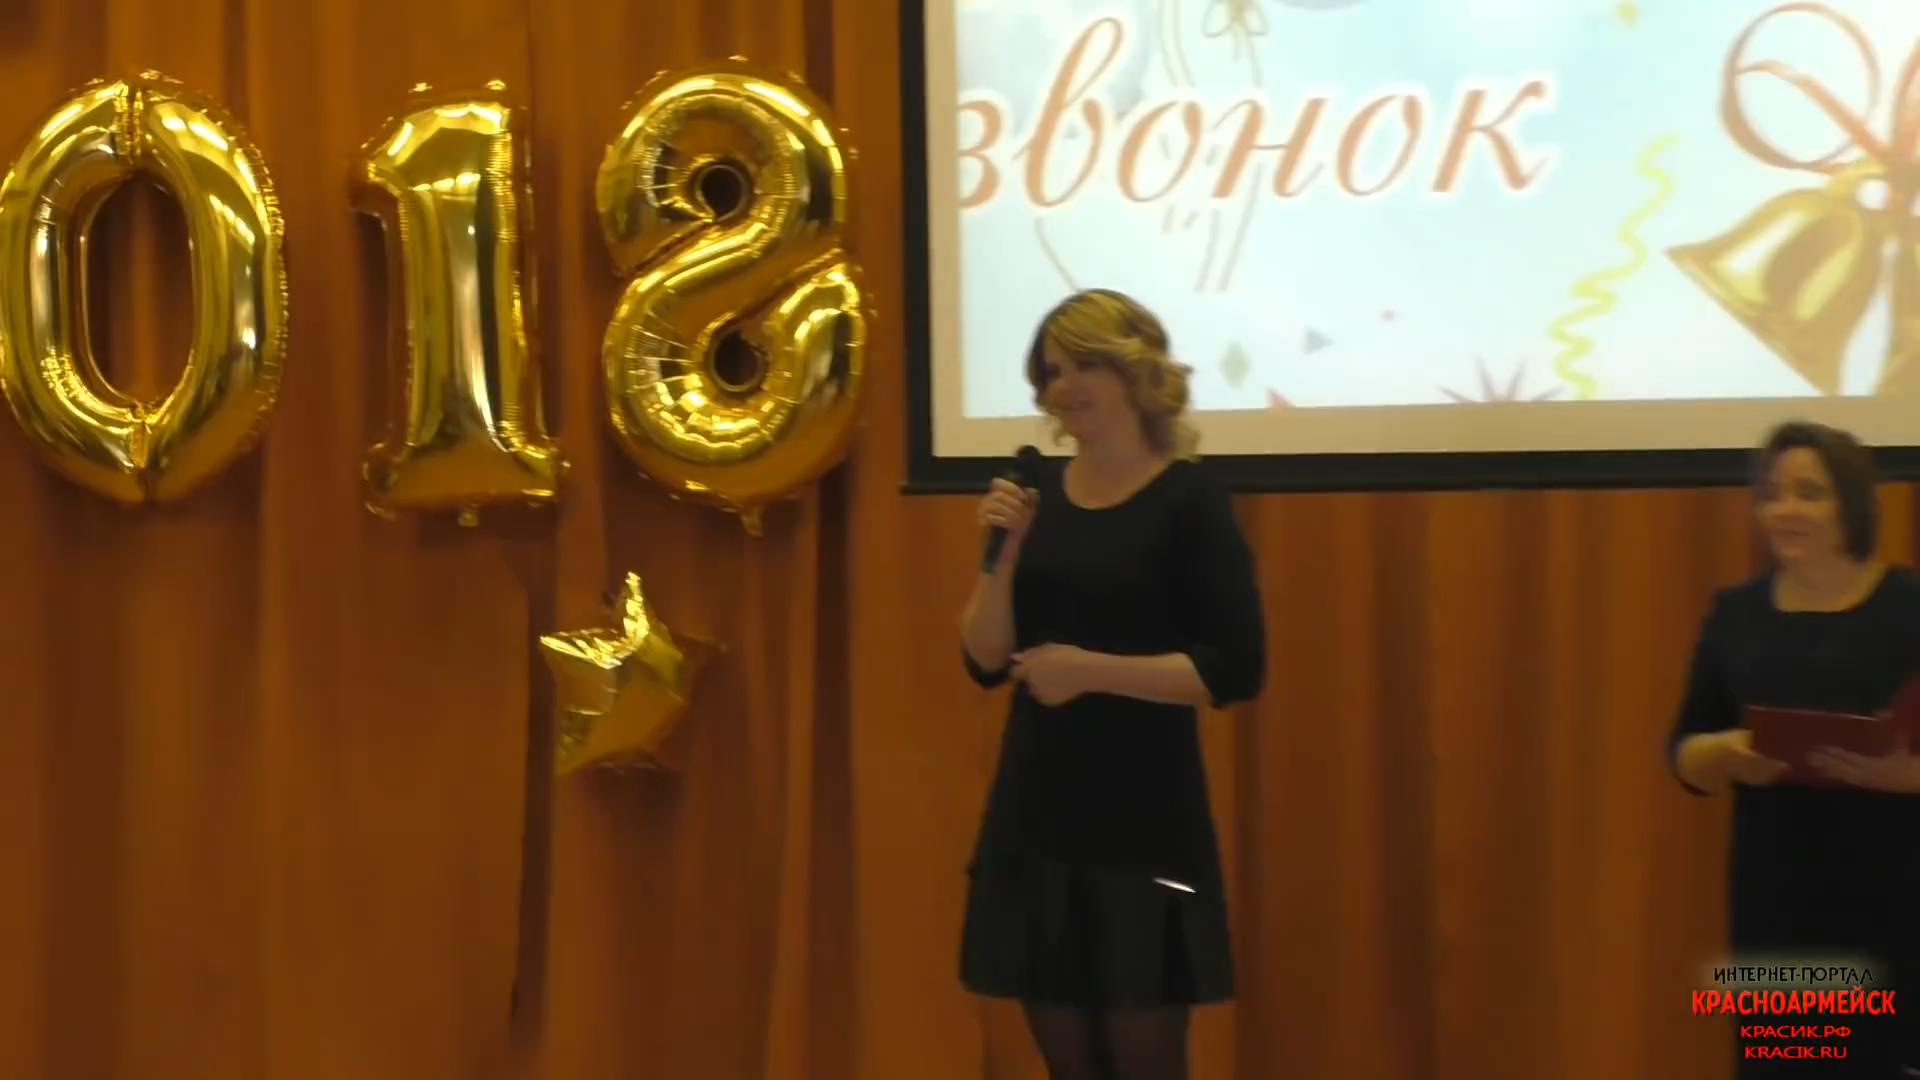 018
звонок
ИНТЕРНЕТ-ПОРТАЛ
КРАСНОАРМЕЙСК
КРАСИК.РФ
KRACIK.RU